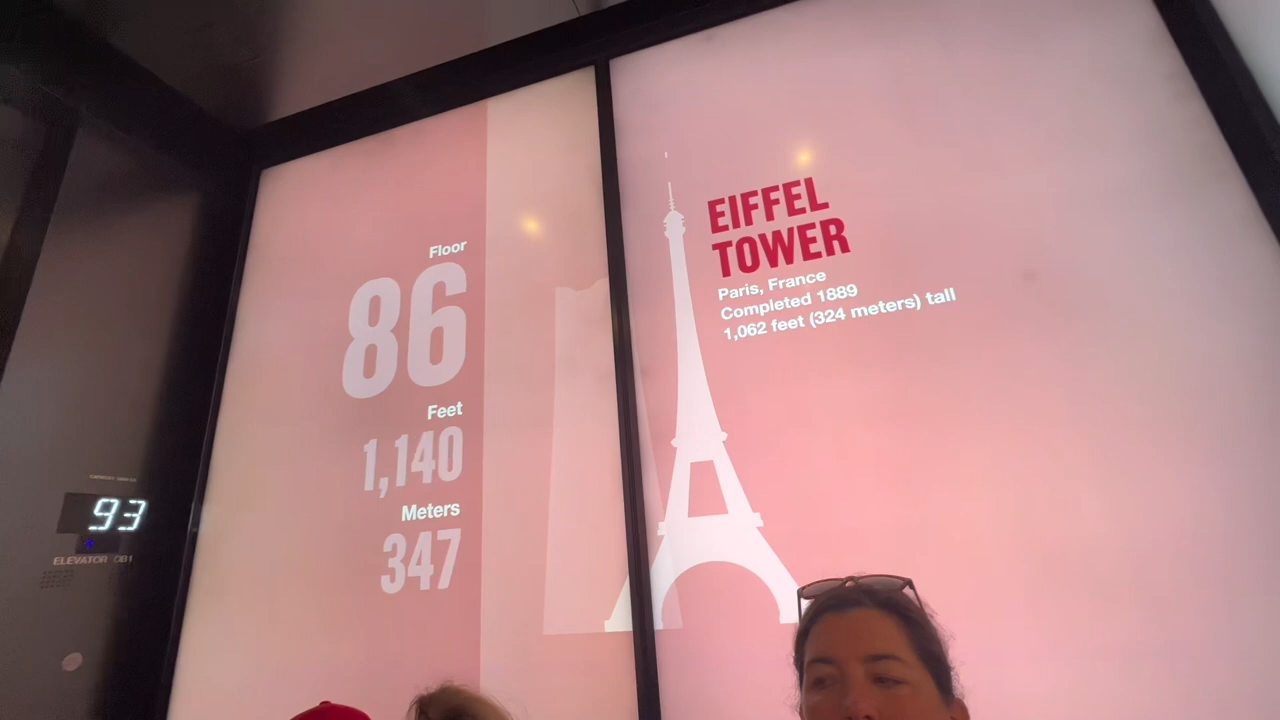 Floor
86
Feet
1,140
Meters
347
EIFFEL
TOWER
Paris, France
Completed 1889
1,062 feet (324 meters) tall
93
ELEVATOR OB1